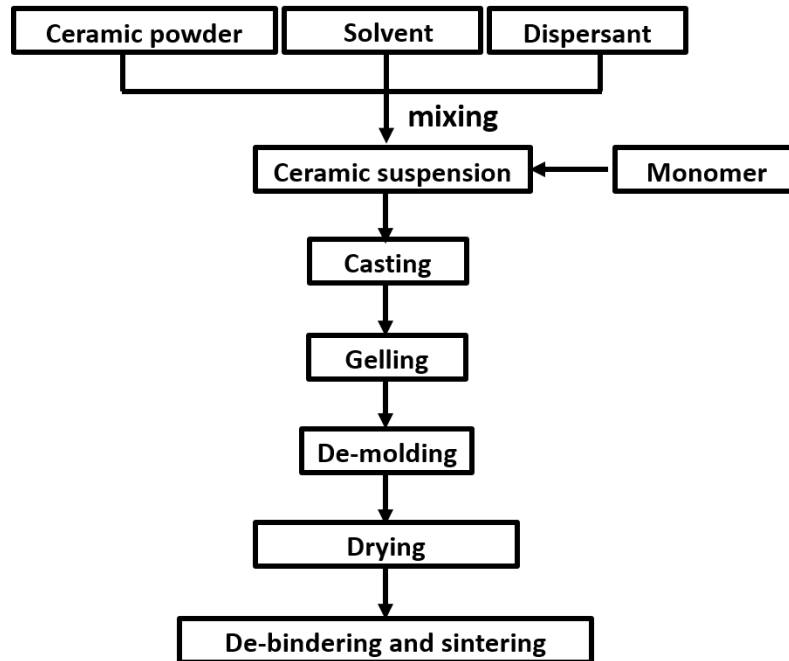 Ceramic powder
Solvent
Dispersant
mixing
Ceramic suspension
Monomer
Casting
Gelling
De-molding
Drying
De-bindering and sintering